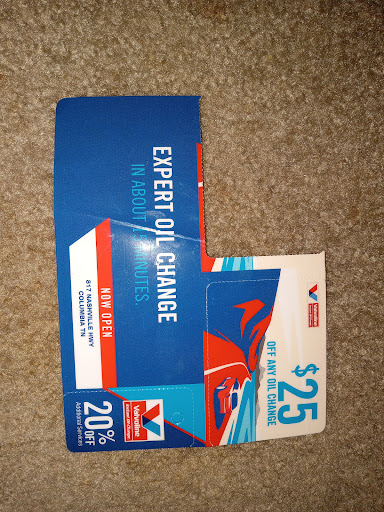 EXPERT OIL CHANGE
IN ABOUT MINUTES.
NOW OPEN
817 NASHVILLE HWY
COLUMBIA TN
Valvoline
20% OFF
Additional Services
Valvoline
$25
OFF ANY OIL CHANGE